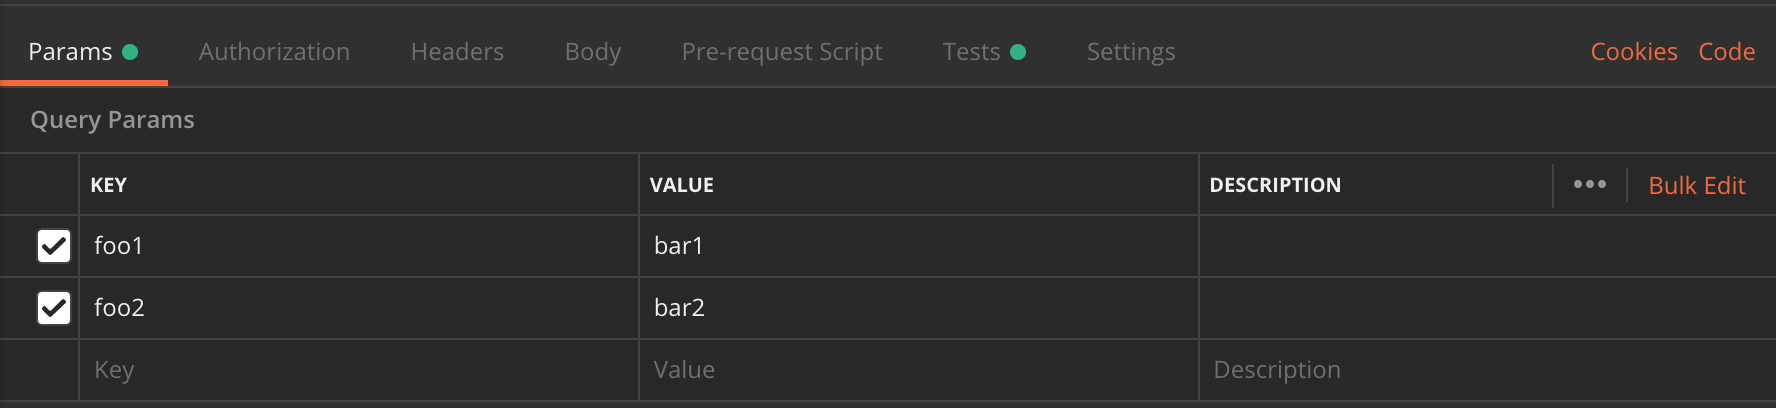 Params Authorization Headers Body Pre-request Script Tests Settings Cookies Code
Query Params
KEY VALUE DESCRIPTION ••• Bulk Edit
foo1 bar1
foo2 bar2
Key Value Description